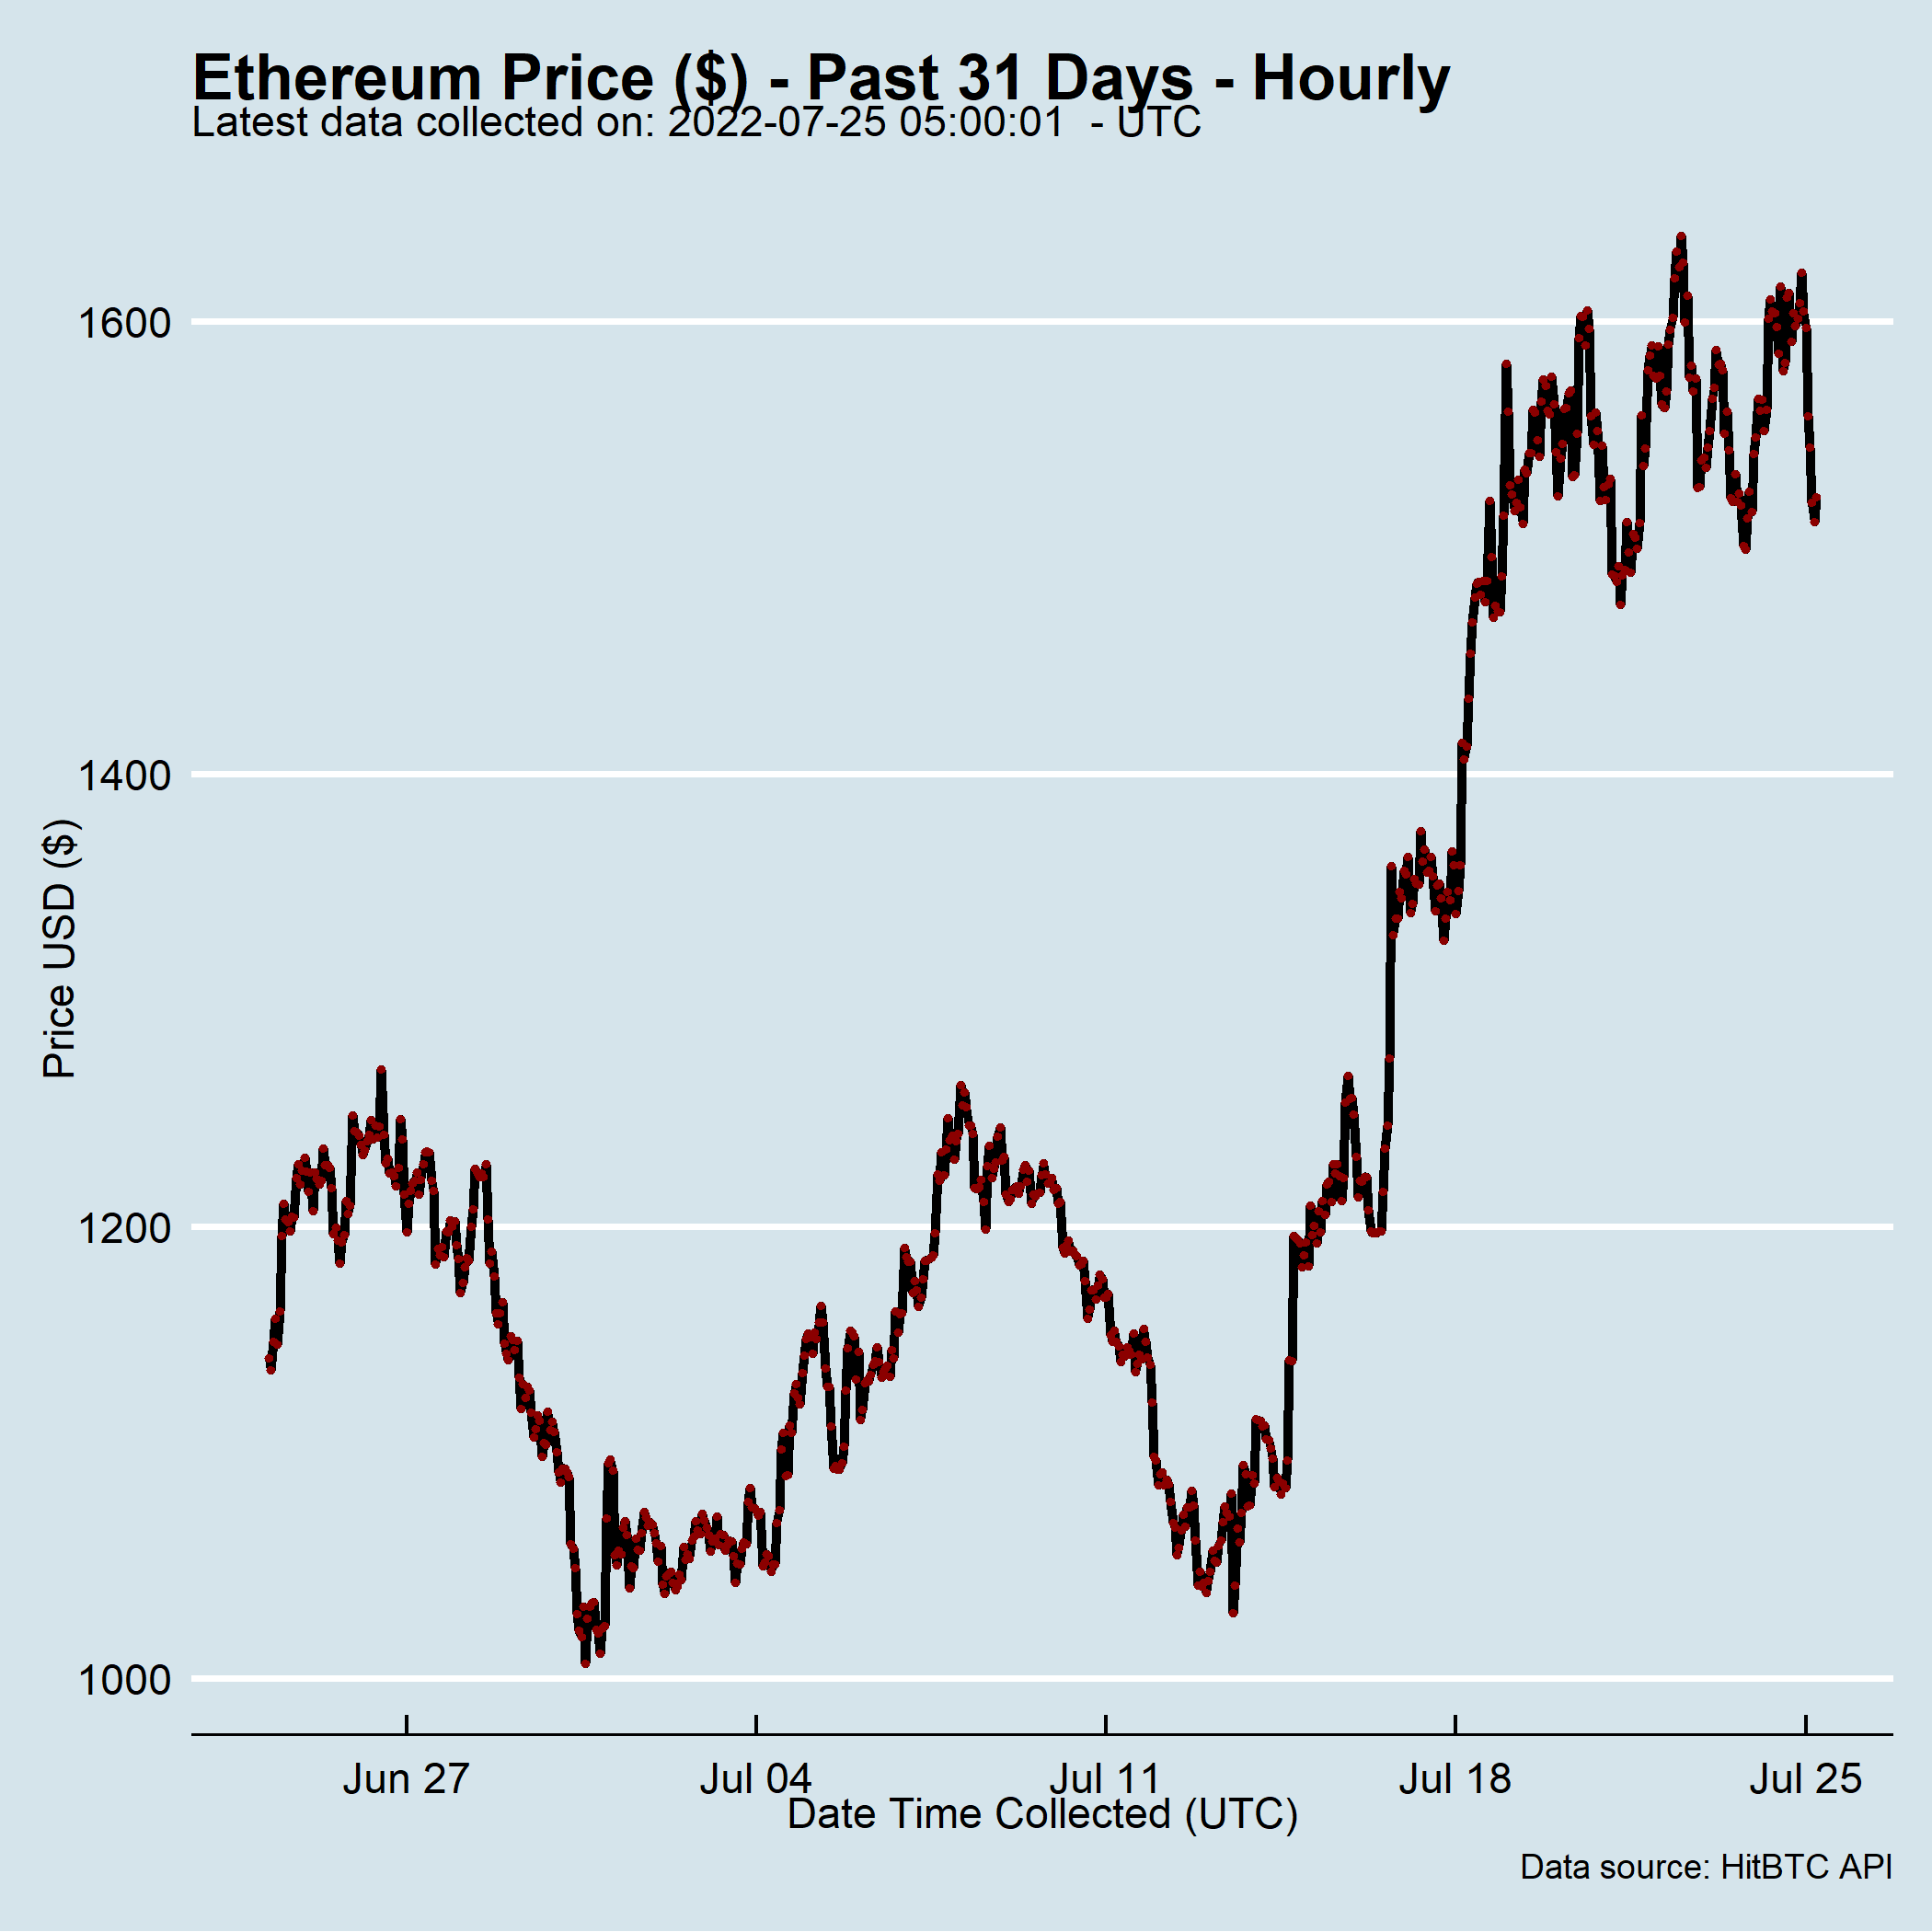 Ethereum Price ($) - Past 31 Days - Hourly
Latest data collected on: 2022-07-25 05:00:01  - UTC
1600
1400
1200
1000
Price USD ($)
Jun 27
Jul 04
Jul 11
Jul 18
Jul 25
Date Time Collected (UTC)
Data source: HitBTC API